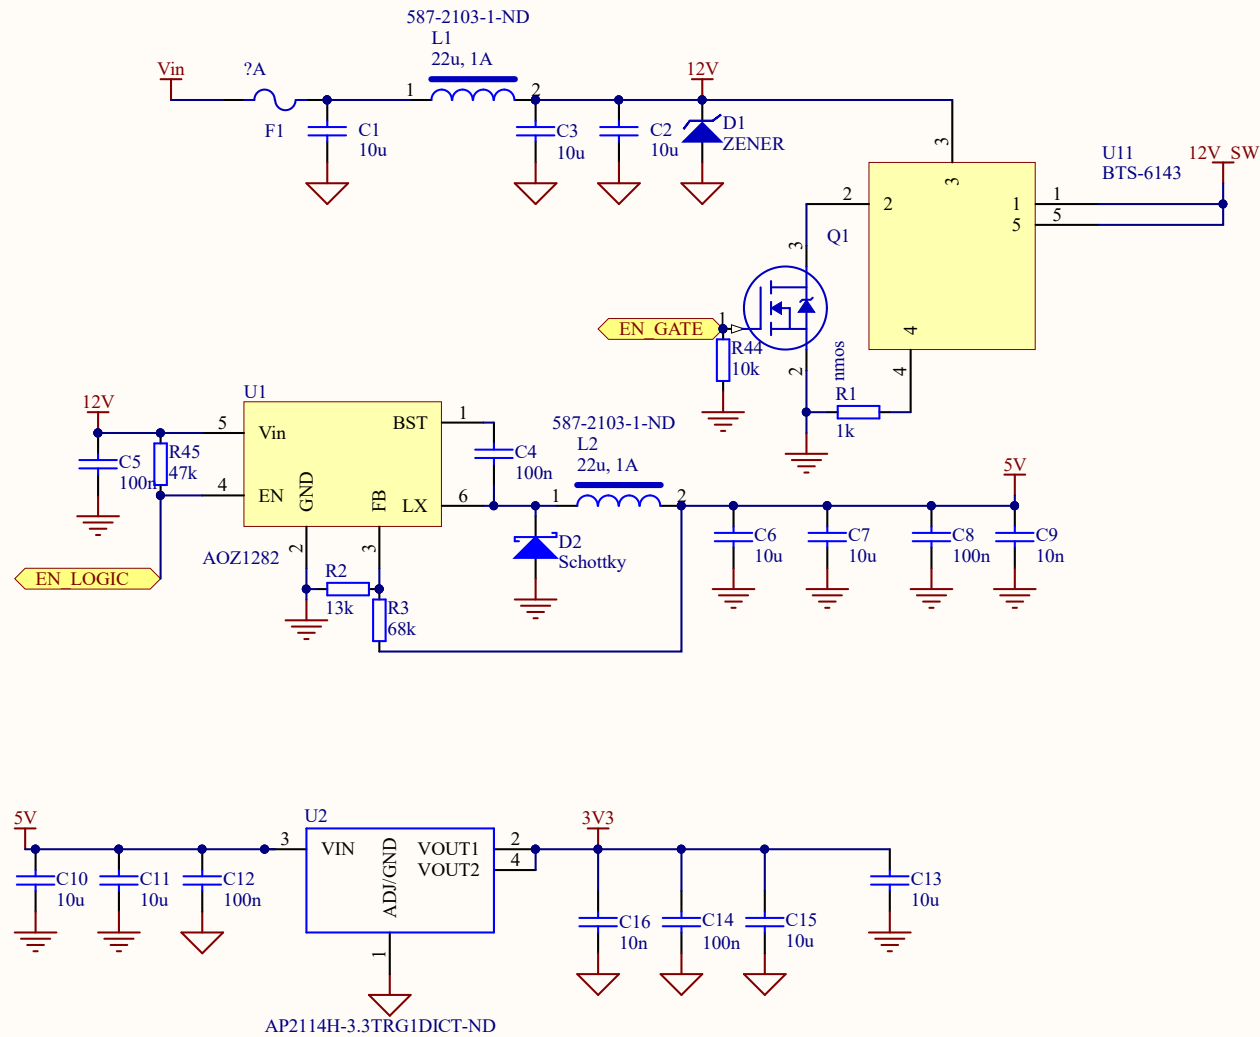 587-2103-1-ND
L1
22u, 1A
Vin
?A
F1
1
2
12V
C1
10u
C3
10u
C2
10u
D1
ZENER
3
3
U11
BTS-6143
12V_SW
2
2
1
1
5
5
4
4
Q1
3
EN_GATE
1
R44
10k
2
nmos
R1
1k
12V
U1
5
Vin
BST
1
C5
100n
R45
47k
C4
100n
4
EN
GND
FB
LX
6
2
3
AOZ1282
EN_LOGIC
R2
13k
R3
68k
587-2103-1-ND
L2
22u, 1A
1
2
D2
Schottky
5V
C6
10u
C7
10u
C8
100n
C9
10n
5V
U2
3
VIN
ADJ/GND
VOUT1
2
VOUT2
4
1
3V3
C10
10u
C11
10u
C12
100n
C16
10n
C14
100n
C15
10u
C13
10u
AP2114H-3.3TRG1DICT-ND